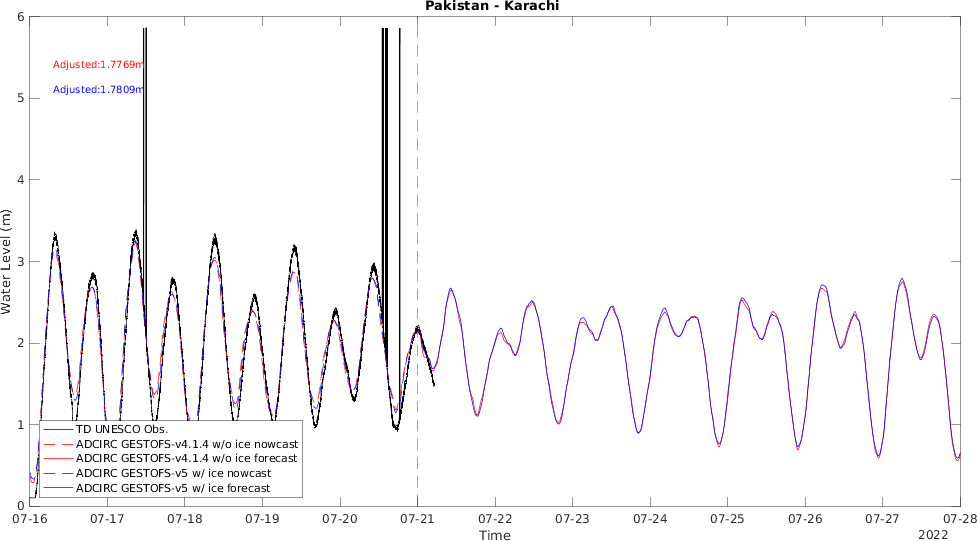 Pakistan - Karachi
6
5
4
3
2
1
0
Water Level (m)
Adjusted:1.7769m
Adjusted:1.7809m
TD UNESCO Obs.
ADCIRC GESTOFS-v4.1.4 w/o ice nowcast
ADCIRC GESTOFS-v4.1.4 w/o ice forecast
ADCIRC GESTOFS-v5 w/ ice nowcast
ADCIRC GESTOFS-v5 w/ ice forecast
07-16 07-17 07-18 07-19 07-20 07-21 07-22 07-23 07-24 07-25 07-26 07-27 07-28
Time
2022